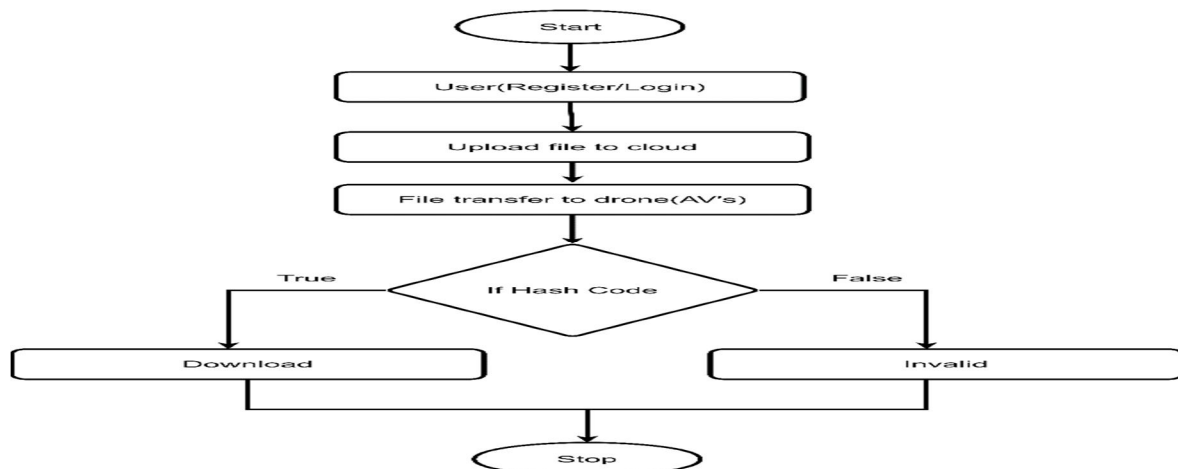 Start
User(Register/Login)
Upload file to cloud
File transfer to drone(AV's)
If Hash Code
True
False
Download
Invalid
Stop